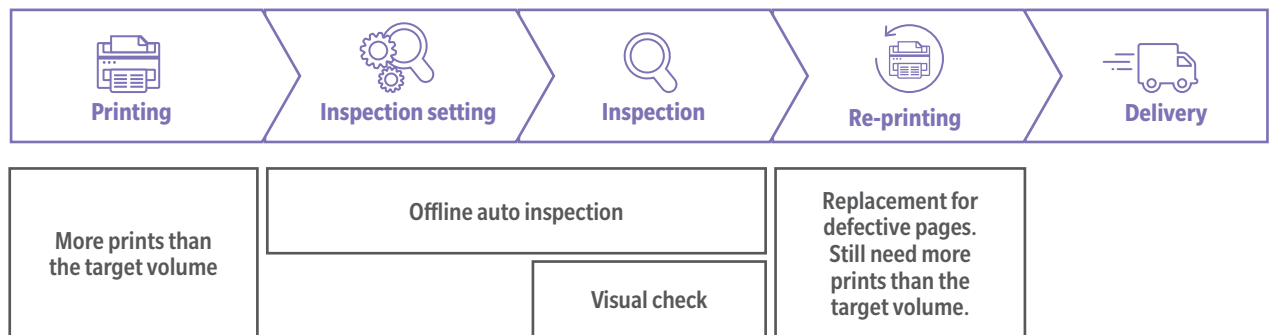 Printing
Inspection setting
Inspection
Re-printing
Delivery
More prints than
the target volume
Offline auto inspection
Visual check
Replacement for
defective pages.
Still need more
prints than the
target volume.